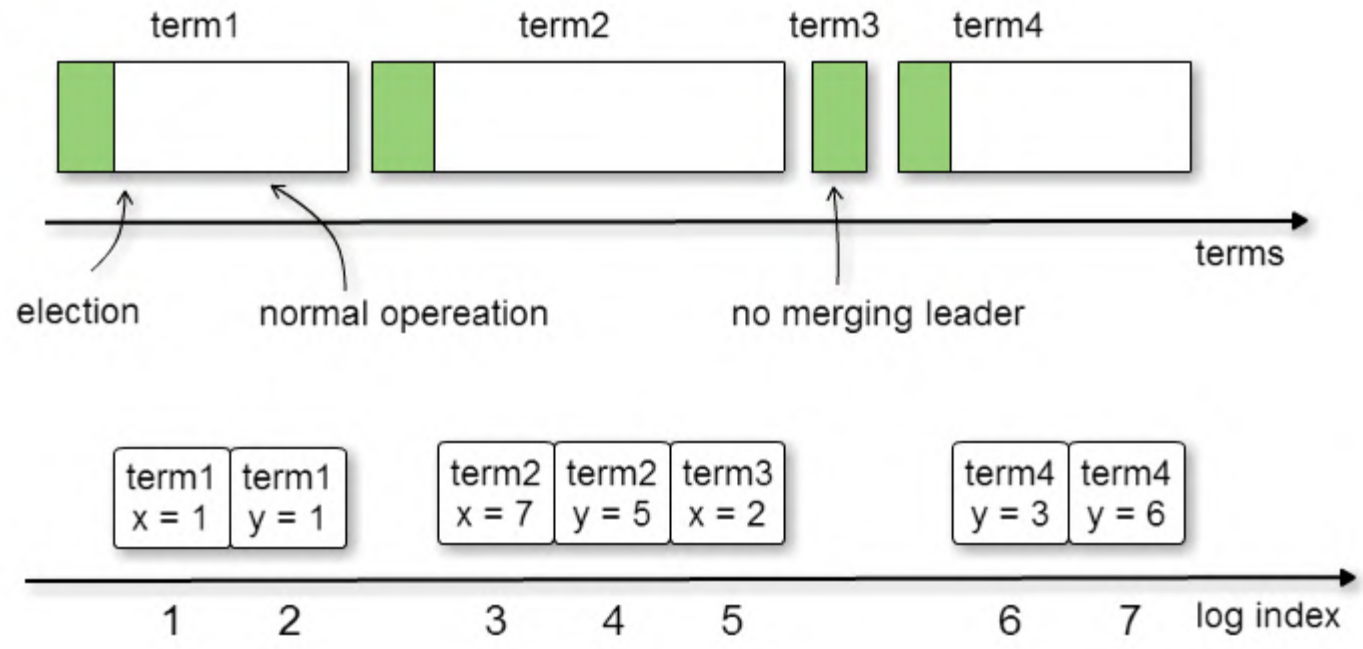 term1 term2 term3 term4
terms
election normal opereation no merging leader
term1 term1 term2 term2 term3 term4 term4
x = 1 y = 1 x = 7 y = 5 x = 2 y = 3 y = 6
1 2 3 4 5 6 7 log index